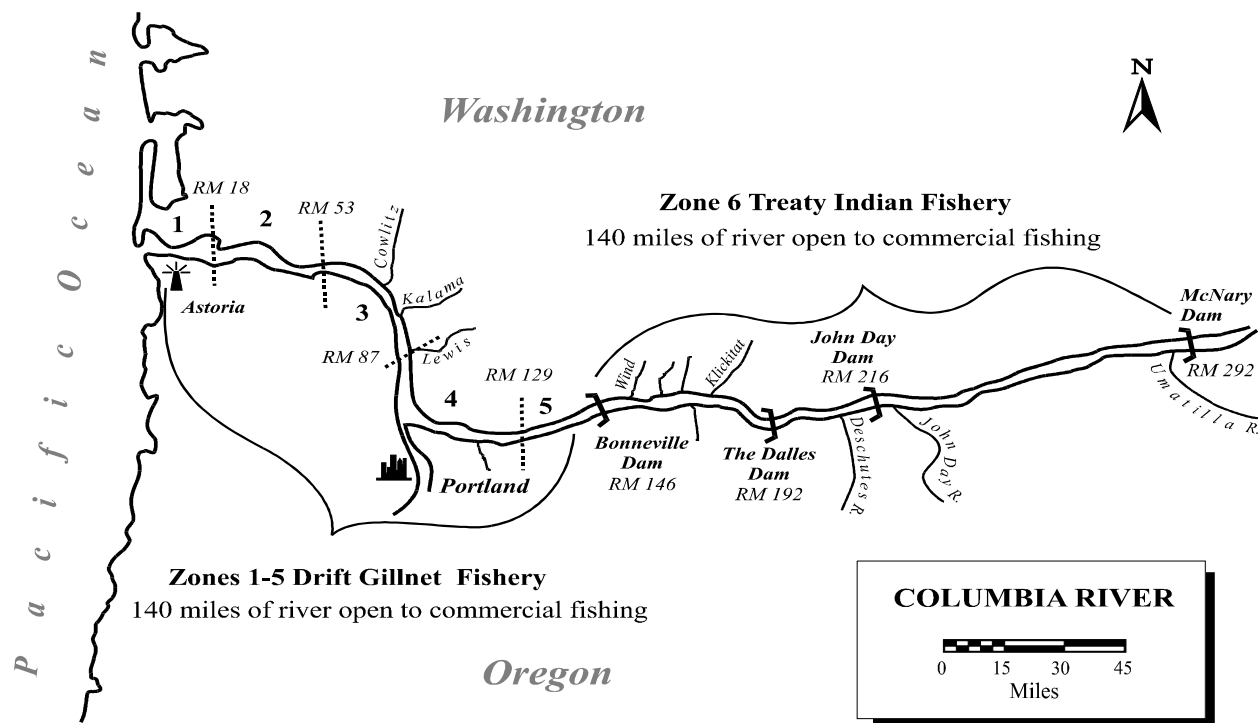 Pacific Ocean
Washington
N
Zone 6 Treaty Indian Fishery
140 miles of river open to commercial fishing
RM 18
RM 53
1
2
Cowlitz
Kalama
3
Astoria
RM 87
Lewis
RM 129
4
5
Wind
Klickitat
John Day
Dam
RM 216
McNary
Dam
RM 292
Umatilla R.
Bonneville
Dam
RM 146
The Dalles
Dam
RM 192
Deschutes R.
John Day R.
Portland
Zones 1-5 Drift Gillnet Fishery
140 miles of river open to commercial fishing
Oregon
COLUMBIA RIVER
0 15 30 45
Miles